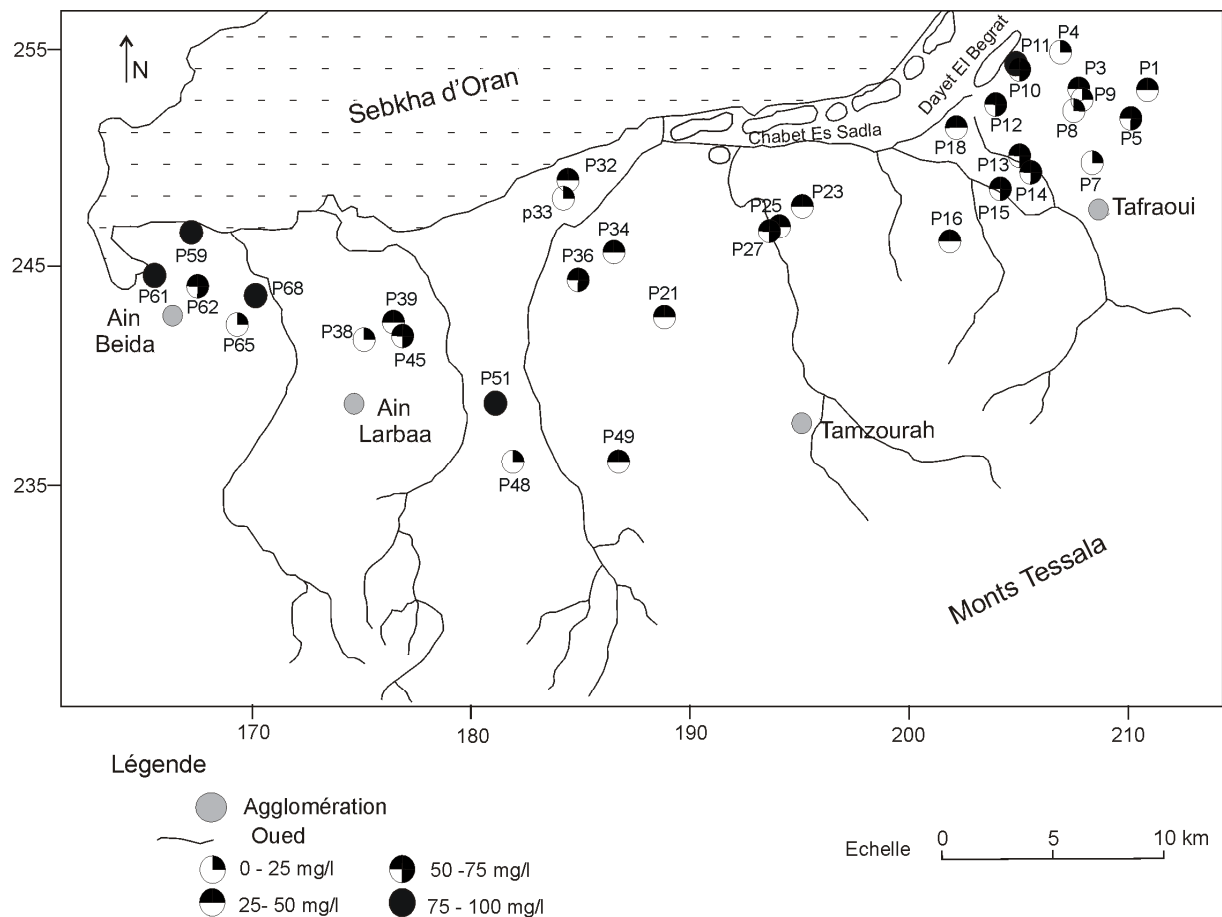 255
245
235
N
Sebkha d'Oran
Dayet El Begrat
Chabet Es Sadla
P4
P11
P10
P3
P1
P9
P8
P5
P12
P18
P13
P14
P7
P15
Tafraoui
P16
P32
p33
P23
P25
P27
P34
P36
P21
P59
P61
P62
P68
P65
Ain
Beida
P39
P38
P45
P51
Ain
Larbaa
Tamzourah
P49
P48
Monts Tessala
170
180
190
200
210
Légende
Agglomération
Oued
0 - 25 mg/l
50 -75 mg/l
25- 50 mg/l
75 - 100 mg/l
Echelle
0
5
10 km